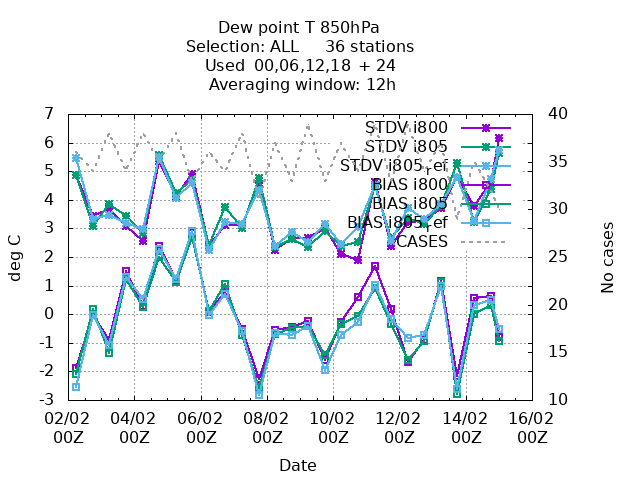 Dew point T 850hPa
Selection: ALL 36 stations
Used 00,06,12,18 + 24
Averaging window: 12h
7 40
STDV i800
6 STDV i805
35
STDV i805_ref
5 BIAS i800
4 BIAS i805
30
BIAS i805_ref
3 CASES
2 25
1
20
0
-1 15
-2
-3 10
deg C
No cases
02/02 04/02 06/02 08/02 10/02 12/02 14/02 16/02
00Z 00Z 00Z 00Z 00Z 00Z 00Z 00Z
Date